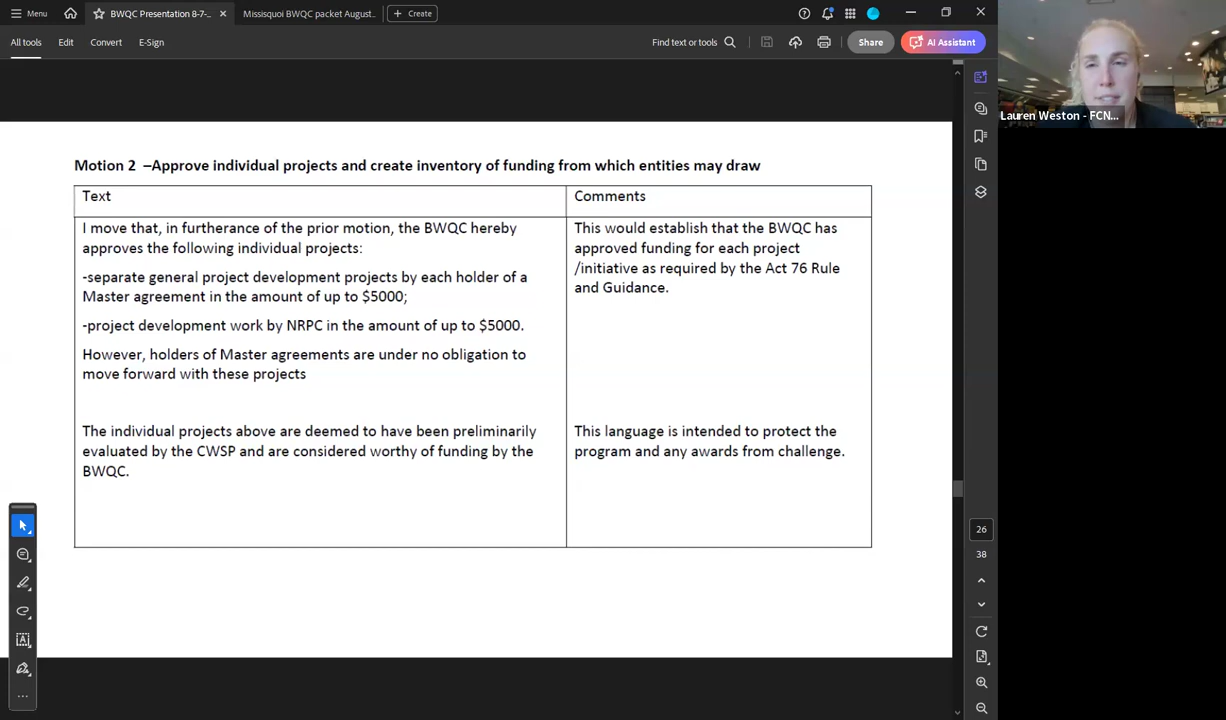 Menu
BWQC Presentation 8-7-...
Missisquoi BWQC packet August...
Create
All tools
Edit
Convert
E-Sign
Find text or tools
Share
AI Assistant
Lauren Weston - FCN...
Motion 2 –Approve individual projects and create inventory of funding from which entities may draw
Text
Comments
I move that, in furtherance of the prior motion, the BWQC hereby
approves the following individual projects:
-separate general project development projects by each holder of a
Master agreement in the amount of up to $5000;
-project development work by NRPC in the amount of up to $5000.
However, holders of Master agreements are under no obligation to
move forward with these projects
This would establish that the BWQC has
approved funding for each project
/initiative as required by the Act 76 Rule
and Guidance.
The individual projects above are deemed to have been preliminarily
evaluated by the CWSP and are considered worthy of funding by the
BWQC.
This language is intended to protect the
program and any awards from challenge.
26
38